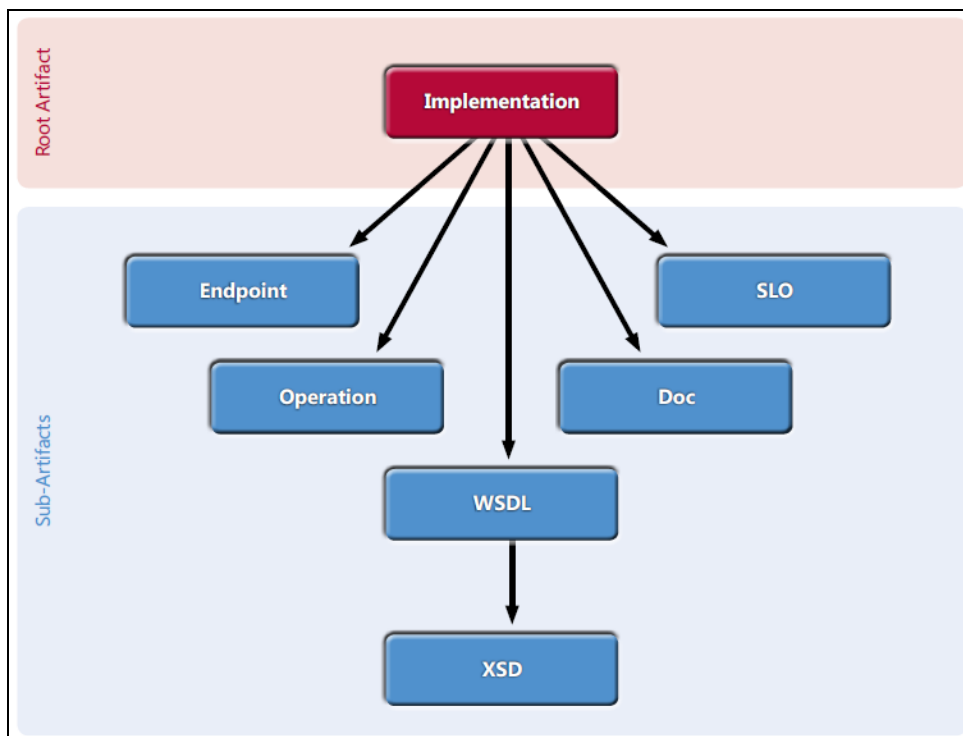 Root Artifact
Implementation
Sub-Artifacts
Endpoint
SLO
Operation
Doc
WSDL
XSD